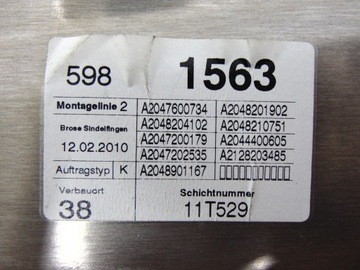 598 1563
Montagelinie 2 A2047600734 A2048201902
A2048204102 A2048210751
Brose Sindelfingen A2047200179 A2044400605
12.02.2010 A2047202535 A2128203485
Auftragstyp K A2048901167 ▯▯▯▯▯▯▯▯▯▯▯
Verbauort Schichtnummer
38 11T529